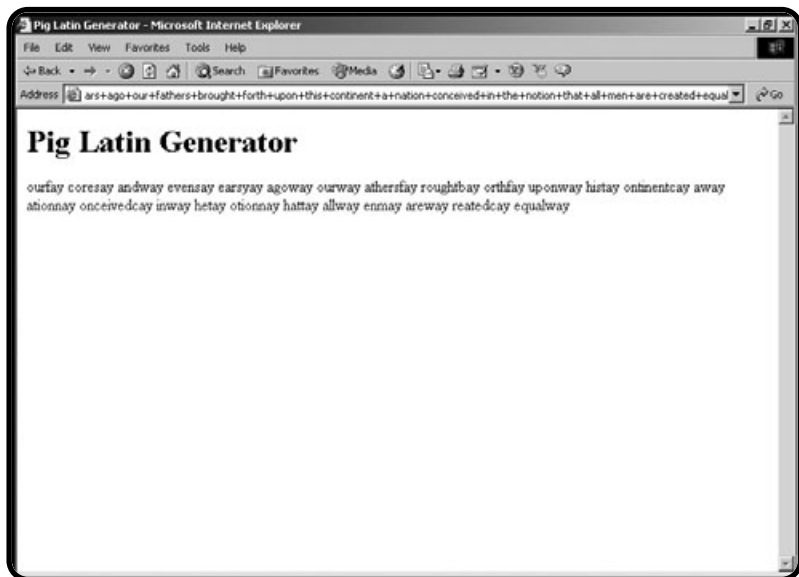 Pig Latin Generator - Microsoft Internet Explorer
File Edit View Favorites Tools Help
Back Search Favorites Media
Address ars+ago+our+fathers+brought+forth+upon+this+continent+a+nation+conceived+in+the+notion+that+all+men+are+created+equal Go
Pig Latin Generator
ourfay coresay andway evensay earsyay agoway ourway athersfay roughtbay orthfay uponway histay ontinentcay away
ationnay onceivedcay inway hetay otionnay hattay allway enmay areway reatedcay equalway